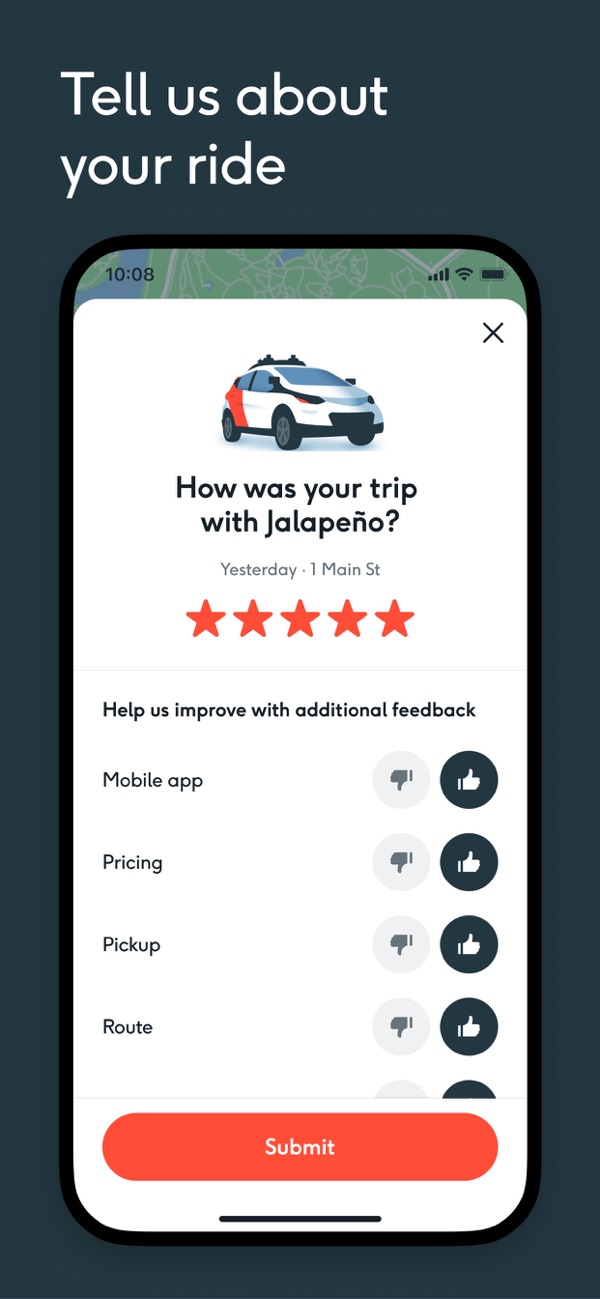 Tell us about
your ride
10:08
How was your trip
with Jalapeño?
Yesterday · 1 Main St
Help us improve with additional feedback
Mobile app
Pricing
Pickup
Route
Submit